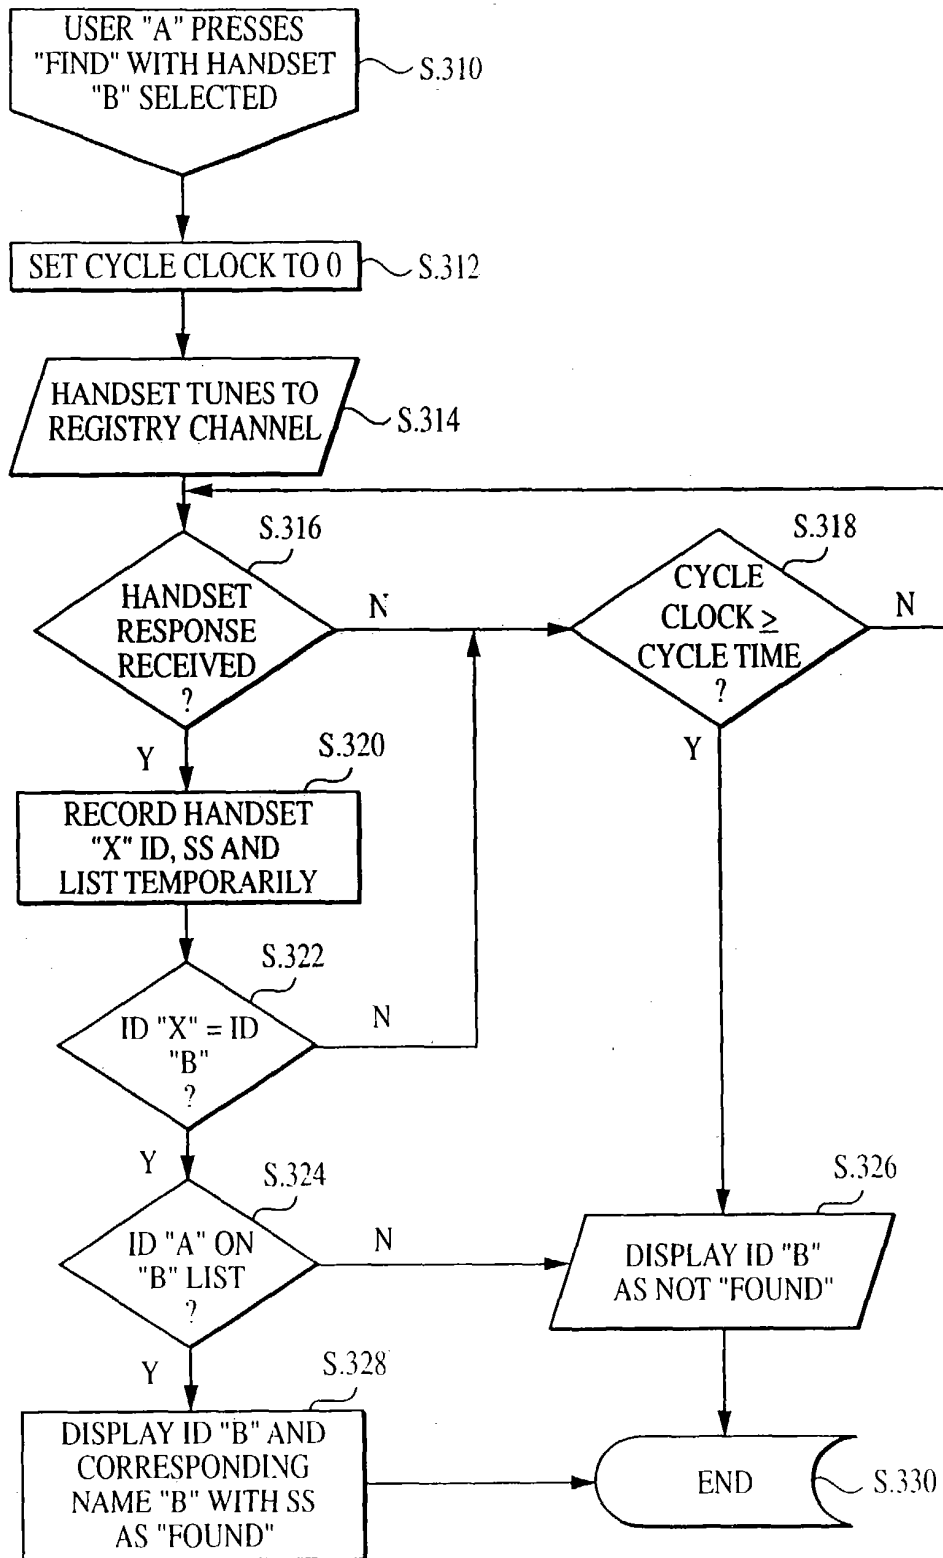 USER "A" PRESSES
"FIND" WITH HANDSET
"B" SELECTED
S.310
SET CYCLE CLOCK TO 0
S.312
HANDSET TUNES TO
REGISTRY CHANNEL
S.314
S.316
HANDSET
RESPONSE
RECEIVED
?
N
Y
S.318
CYCLE
CLOCK ≥
CYCLE TIME
?
N
Y
S.320
RECORD HANDSET
"X" ID, SS AND
LIST TEMPORARILY
S.322
ID "X" = ID
"B"
?
N
Y
S.324
ID "A" ON
"B" LIST
?
N
Y
S.326
DISPLAY ID "B"
AS NOT "FOUND"
S.328
DISPLAY ID "B" AND
CORRESPONDING
NAME "B" WITH SS
AS "FOUND"
END
S.330